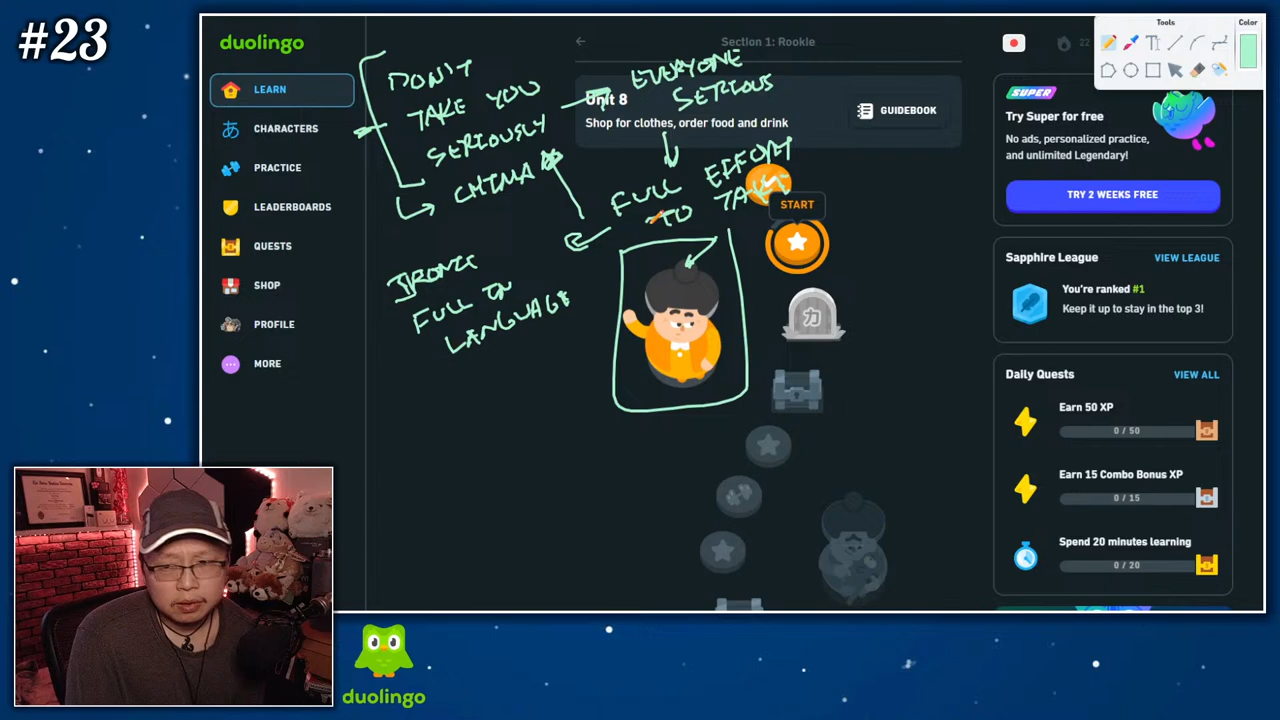 #23
duolingo
LEARN
CHARACTERS
PRACTICE
LEADERBOARDS
QUESTS
SHOP
PROFILE
MORE
DON'T
TAKE YOU
SERIOUSLY
CHINA
EVERYONE
SERIOUS
FULL EFFORT
TO TAKE
IRONIC
FULL IN
LANGUAGE
Section 1: Rookie
Unit 8
Shop for clothes, order food and drink
GUIDEBOOK
START
力
22
Tools
Color
SUPER
Try Super for free
No ads, personalized practice,
and unlimited Legendary!
TRY 2 WEEKS FREE
Sapphire League
VIEW LEAGUE
You're ranked #1
Keep it up to stay in the top 3!
Daily Quests
VIEW ALL
Earn 50 XP
0 / 50
Earn 15 Combo Bonus XP
0 / 15
Spend 20 minutes learning
0 / 20
duolingo